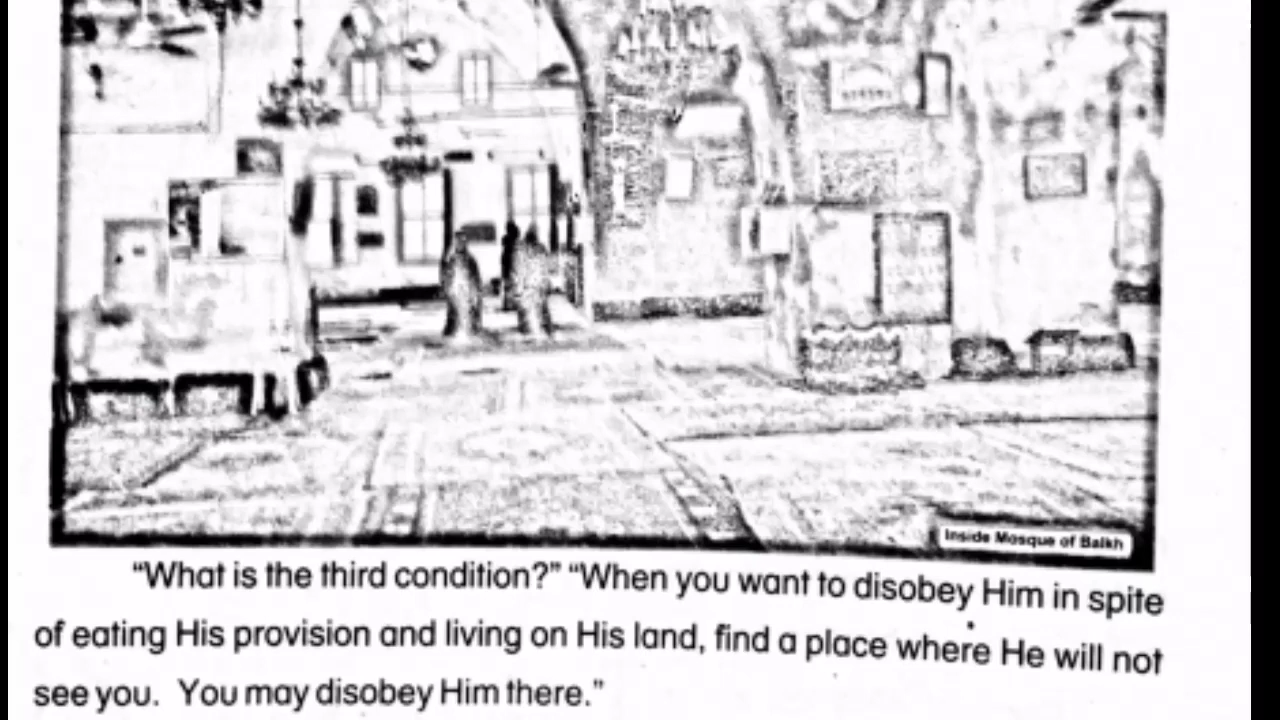 Inside Mosque of Balkh
“What is the third condition?” “When you want to disobey Him in spite
of eating His provision and living on His land, find a place where He will not
see you. You may disobey Him there.”